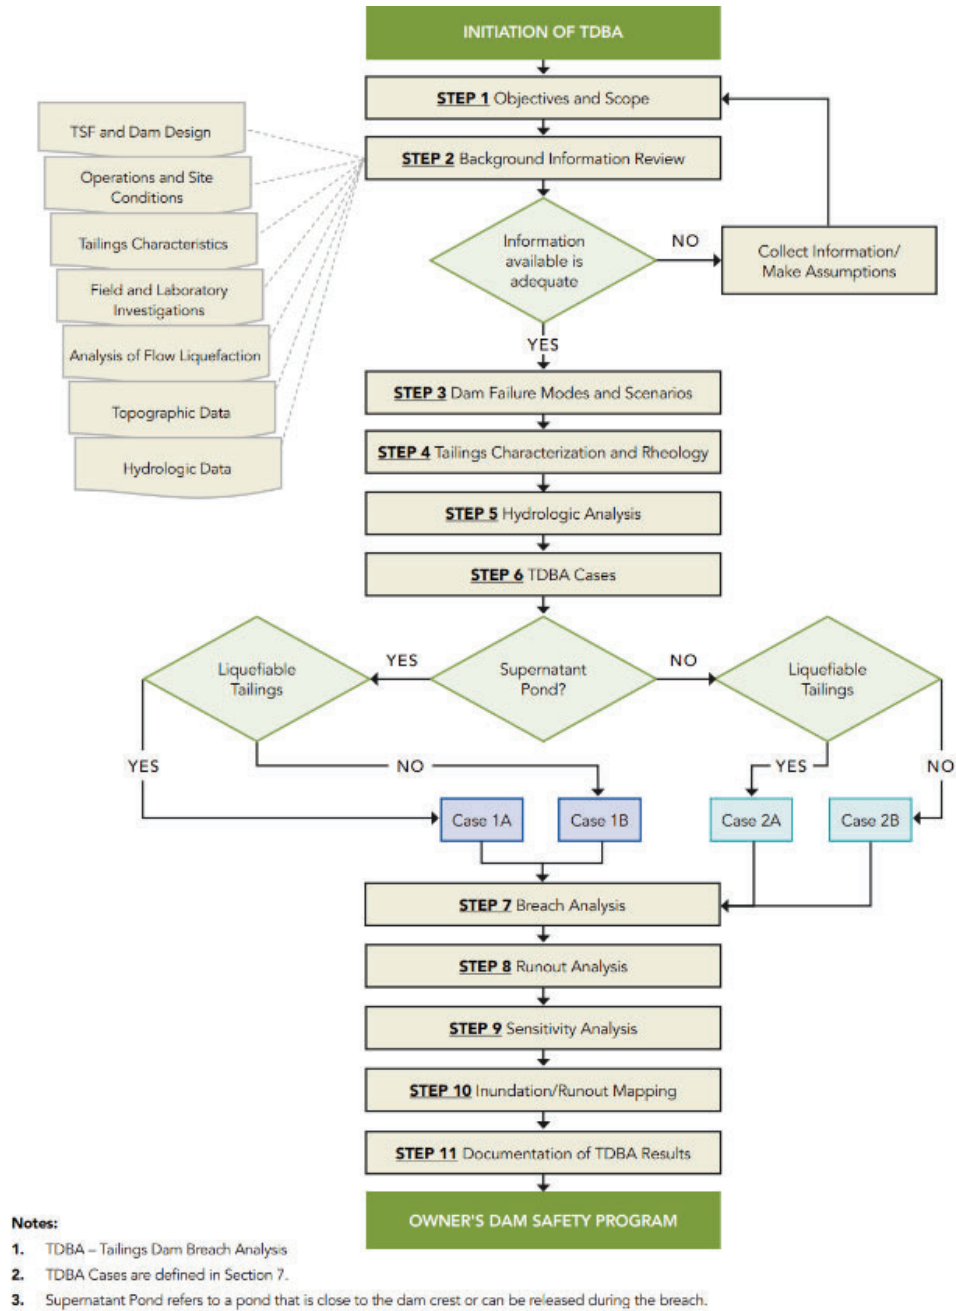 INITIATION OF TDBA
STEP 1 Objectives and Scope
STEP 2 Background Information Review
TSF and Dam Design
Operations and Site
Conditions
Tailings Characteristics
Field and Laboratory
Investigations
Analysis of Flow Liquefaction
Topographic Data
Hydrologic Data
Information
available is
adequate
NO
Collect Information/
Make Assumptions
YES
STEP 3 Dam Failure Modes and Scenarios
STEP 4 Tailings Characterization and Rheology
STEP 5 Hydrologic Analysis
STEP 6 TDBA Cases
Liquefiable
Tailings
YES
Supernatant
Pond?
NO
Liquefiable
Tailings
YES
NO
YES
NO
Case 1A
Case 1B
Case 2A
Case 2B
STEP 7 Breach Analysis
STEP 8 Runout Analysis
STEP 9 Sensitivity Analysis
STEP 10 Inundation/Runout Mapping
STEP 11 Documentation of TDBA Results
OWNER'S DAM SAFETY PROGRAM
Notes:
1. TDBA – Tailings Dam Breach Analysis
2. TDBA Cases are defined in Section 7.
3. Supernatant Pond refers to a pond that is close to the dam crest or can be released during the breach.